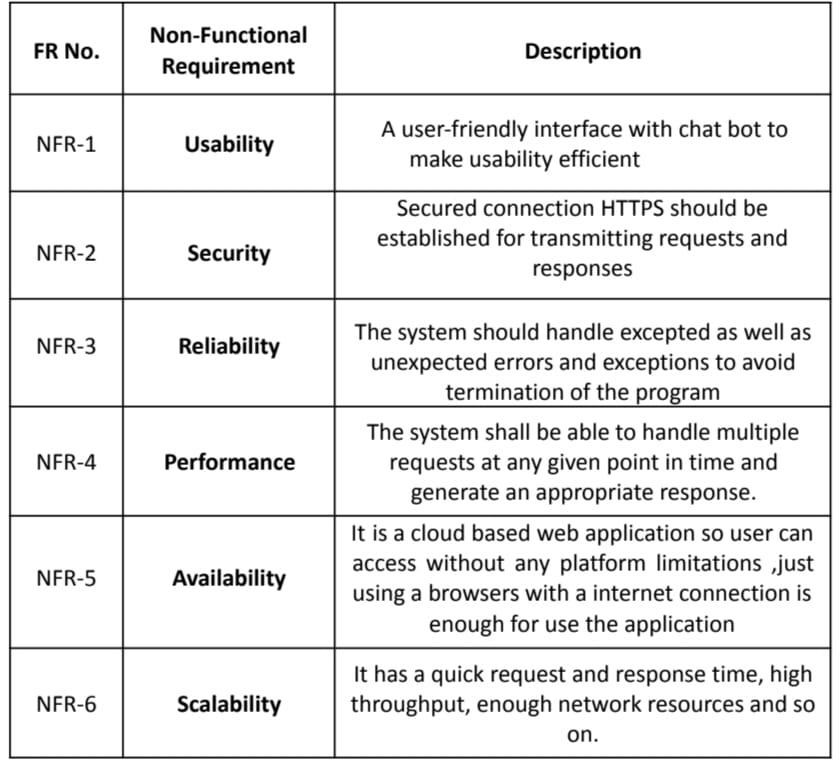 FR No.
Non-Functional
Requirement
Description
NFR-1
Usability
A user-friendly interface with chat bot to
make usability efficient
NFR-2
Security
Secured connection HTTPS should be
established for transmitting requests and
responses
NFR-3
Reliability
The system should handle excepted as well as
unexpected errors and exceptions to avoid
termination of the program
NFR-4
Performance
The system shall be able to handle multiple
requests at any given point in time and
generate an appropriate response.
NFR-5
Availability
It is a cloud based web application so user can
access without any platform limitations ,just
using a browsers with a internet connection is
enough for use the application
NFR-6
Scalability
It has a quick request and response time, high
throughput, enough network resources and so
on.